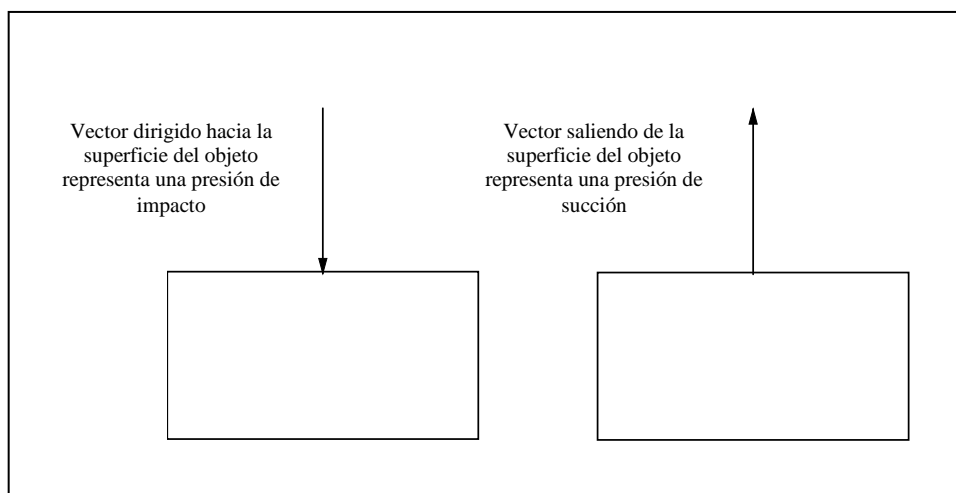 Vector dirigido hacia la
superficie del objeto
representa una presión de
impacto
Vector saliendo de la
superficie del objeto
representa una presión de
succión